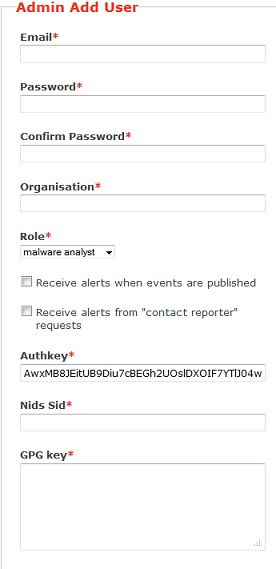 Admin Add User
Email*
Password*
Confirm Password*
Organisation*
Role*
malware analyst
Receive alerts when events are published
Receive alerts from "contact reporter"
requests
Authkey*
AwxMB8JEitUB9Diu7cBEGh2UOslDXOIF7YTlJ04w
Nids Sid*
GPG key*